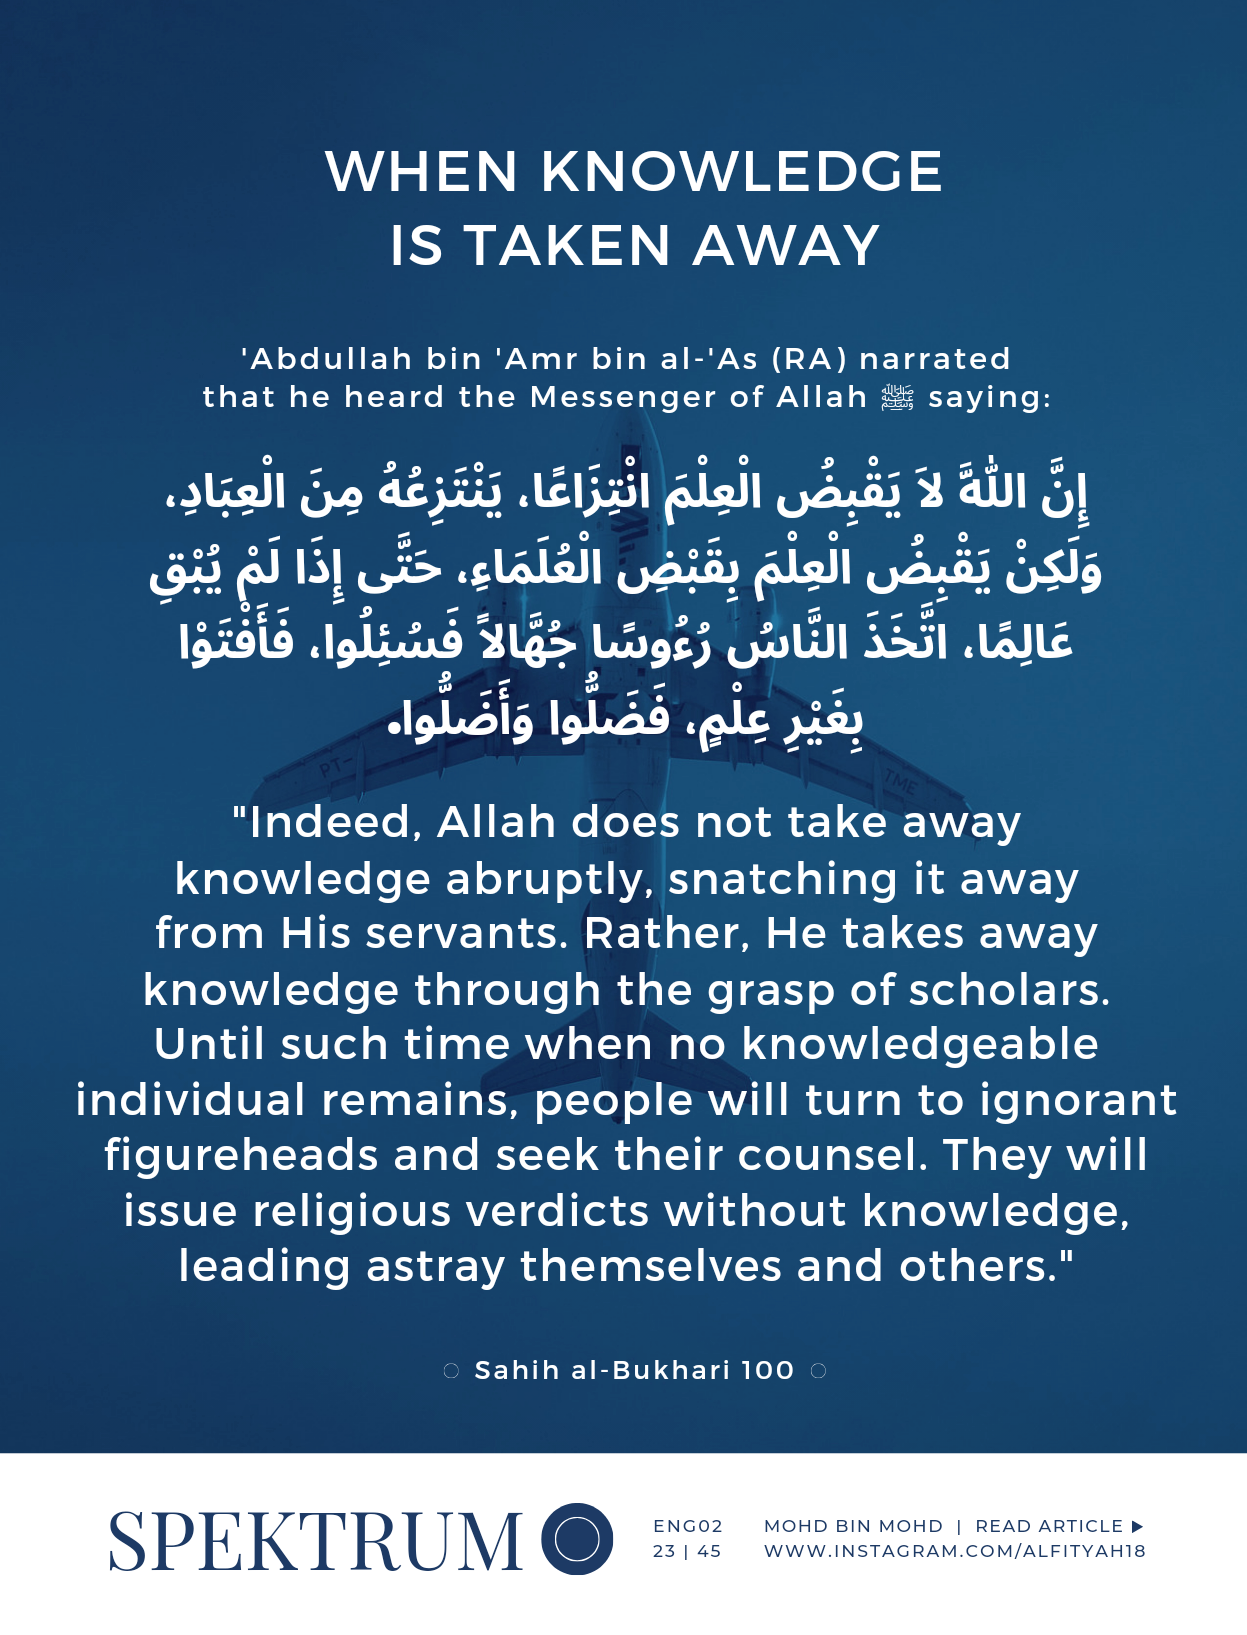 WHEN KNOWLEDGE
IS TAKEN AWAY
'Abdullah bin 'Amr bin al-'As (RA) narrated
that he heard the Messenger of Allah ﷺ saying:
إِنَّ اللَّهَ لاَ يَقْبِضُ الْعِلْمَ انْتِزَاعًا، يَنْتَزِعُهُ مِنَ الْعِبَادِ،
وَلَكِنْ يَقْبِضُ الْعِلْمَ بِقَبْضِ الْعُلَمَاءِ، حَتَّى إِذَا لَمْ يُبْقِ
عَالِمًا، اتَّخَذَ النَّاسُ رُءُوسًا جُهَّالاً فَسُئِلُوا، فَأَفْتَوْا
بِغَيْرِ عِلْمٍ، فَضَلُّوا وَأَضَلُّوا.
PT-
TME
"Indeed, Allah does not take away
knowledge abruptly, snatching it away
from His servants. Rather, He takes away
knowledge through the grasp of scholars.
Until such time when no knowledgeable
individual remains, people will turn to ignorant
figureheads and seek their counsel. They will
issue religious verdicts without knowledge,
leading astray themselves and others."
Sahih al-Bukhari 100
SPEKTRUM
ENG02
23 | 45
MOHD BIN MOHD | READ ARTICLE ▶
WWW.INSTAGRAM.COM/ALFITYAH18